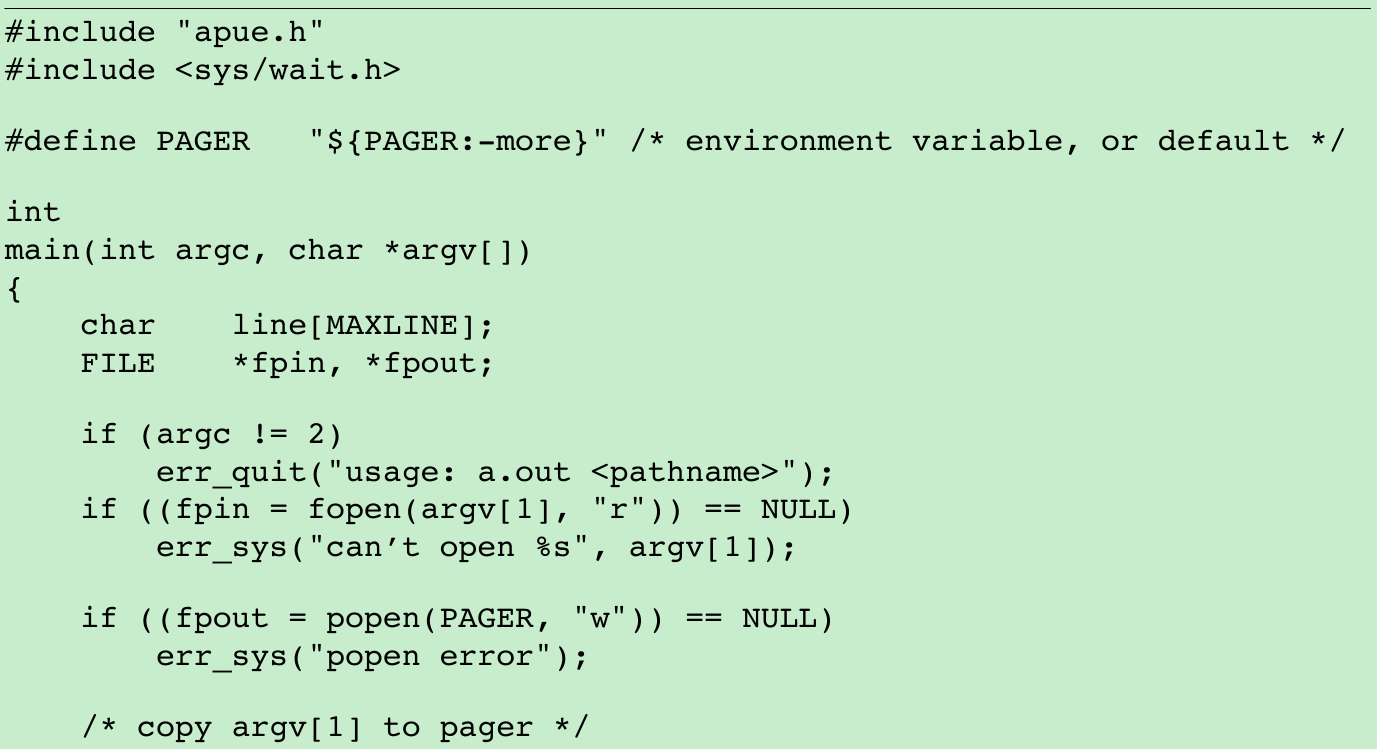 #include "apue.h"
#include <sys/wait.h>
#define PAGER   "${PAGER:-more}" /* environment variable, or default */
int
main(int argc, char *argv[])
{
    char    line[MAXLINE];
    FILE    *fpin, *fpout;
    if (argc != 2)
        err_quit("usage: a.out <pathname>");
    if ((fpin = fopen(argv[1], "r")) == NULL)
        err_sys("can’t open %s", argv[1]);
    if ((fpout = popen(PAGER, "w")) == NULL)
        err_sys("popen error");
    /* copy argv[1] to pager */